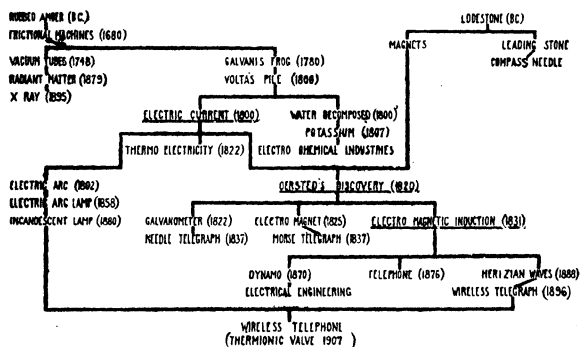 RUBBED AMBER (B.C.)
FRICTIONAL MACHINES (1680)
LODESTONE (BC)
MAGNETS
LEADING STONE
COMPASS NEEDLE
VACUUM TUBES (1748)
RADIANT MATTER (1879)
X RAY (1895)
GALVANI'S FROG (1780)
VOLTA'S PILE (1800)
ELECTRIC CURRENT (1800)
WATER DECOMPOSED (1800)
POTASSIUM (1807)
THERMO ELECTRICITY (1822)
ELECTRO CHEMICAL INDUSTRIES
ELECTRIC ARC (1802)
ELECTRIC ARC LAMP (1858)
INCANDESCENT LAMP (1880)
OERSTED'S DISCOVERY (1820)
GALVANOMETER (1822)
NEEDLE TELEGRAPH (1837)
ELECTRO MAGNET (1825)
MORSE TELEGRAPH (1837)
ELECTRO MAGNETIC INDUCTION (1831)
DYNAMO (1870)
ELECTRICAL ENGINEERING
TELEPHONE (1876)
HERTZIAN WAVES (1888)
WIRELESS TELEGRAPH (1896)
WIRELESS TELEPHONE
(THERMIONIC VALVE 1907)